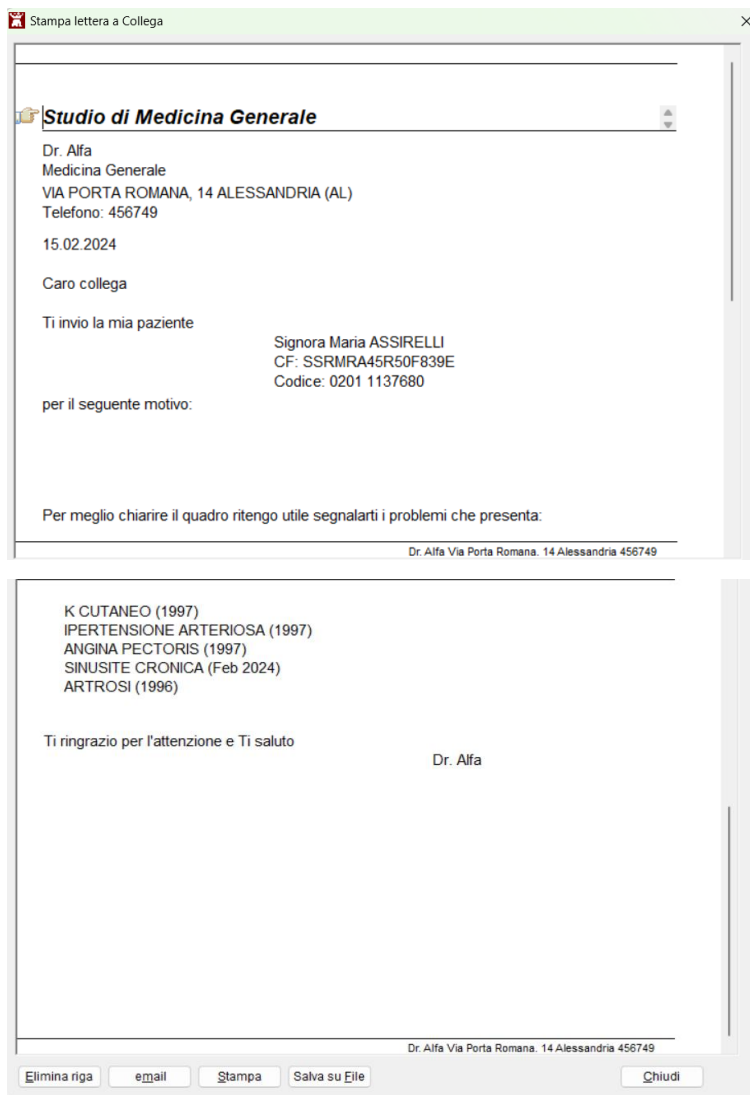 Stampa lettera a Collega
Studio di Medicina Generale
Dr. Alfa
Medicina Generale
VIA PORTA ROMANA, 14 ALESSANDRIA (AL)
Telefono: 456749
15.02.2024
Caro collega
Ti invio la mia paziente
Signora Maria ASSIRELLI
CF: SSRMRA45R50F839E
Codice: 0201 1137680
per il seguente motivo:
Per meglio chiarire il quadro ritengo utile segnalarti i problemi che presenta:
Dr. Alfa Via Porta Romana. 14 Alessandria 456749
K CUTANEO (1997)
IPERTENSIONE ARTERIOSA (1997)
ANGINA PECTORIS (1997)
SINUSITE CRONICA (Feb 2024)
ARTROSI (1996)
Ti ringrazio per l'attenzione e Ti saluto
Dr. Alfa
Dr. Alfa Via Porta Romana. 14 Alessandria 456749
Elimina riga email Stampa Salva su File Chiudi